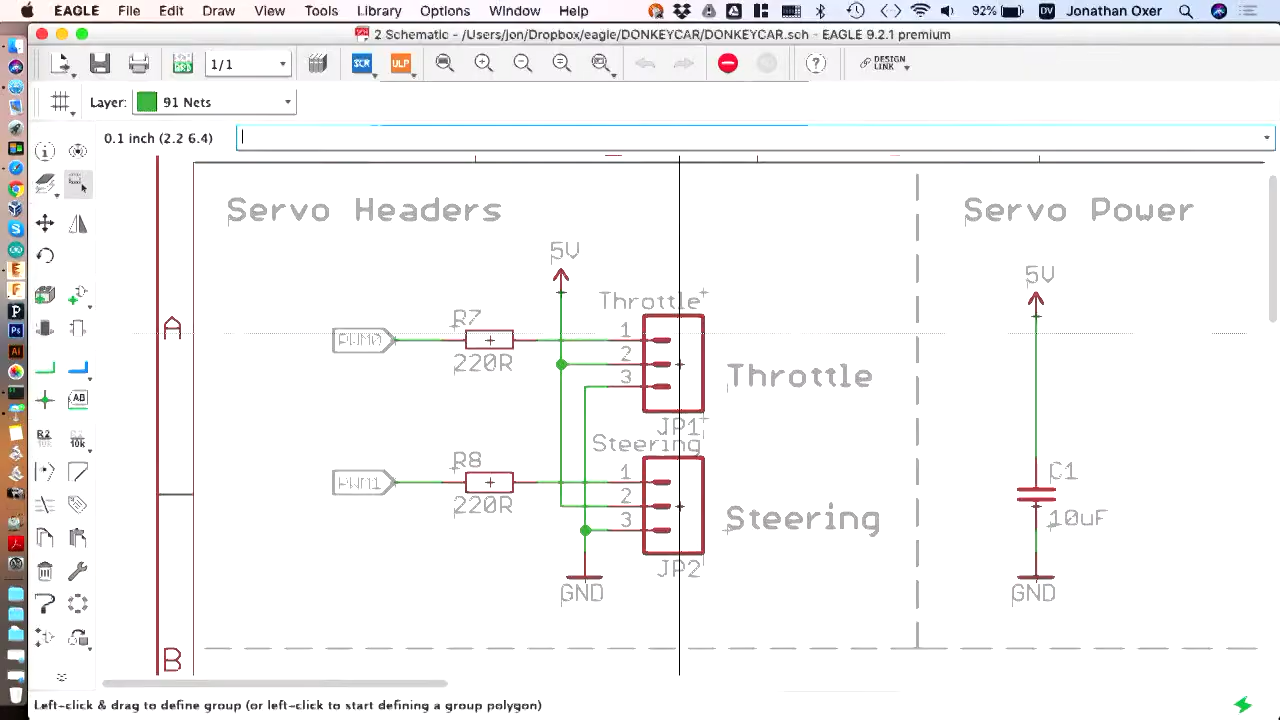 EAGLE File Edit Draw View Tools Library Options Window Help 92% DV Jonathan Oxer
2 Schematic - /Users/jon/Dropbox/eagle/DONKEYCAR/DONKEYCAR.sch - EAGLE 9.2.1 premium
1/1 SCR ULP DESIGN LINK
Layer: 91 Nets
0.1 inch (2.2 6.4)
Servo Headers
Servo Power
5V
5V
Throttle
A
R7
PWM0
220R
1
2
3
Throttle
JP1
Steering
R8
PWM1
220R
1
2
3
Steering
JP2
GND
C1
10uF
GND
B
Left-click & drag to define group (or left-click to start defining a group polygon)